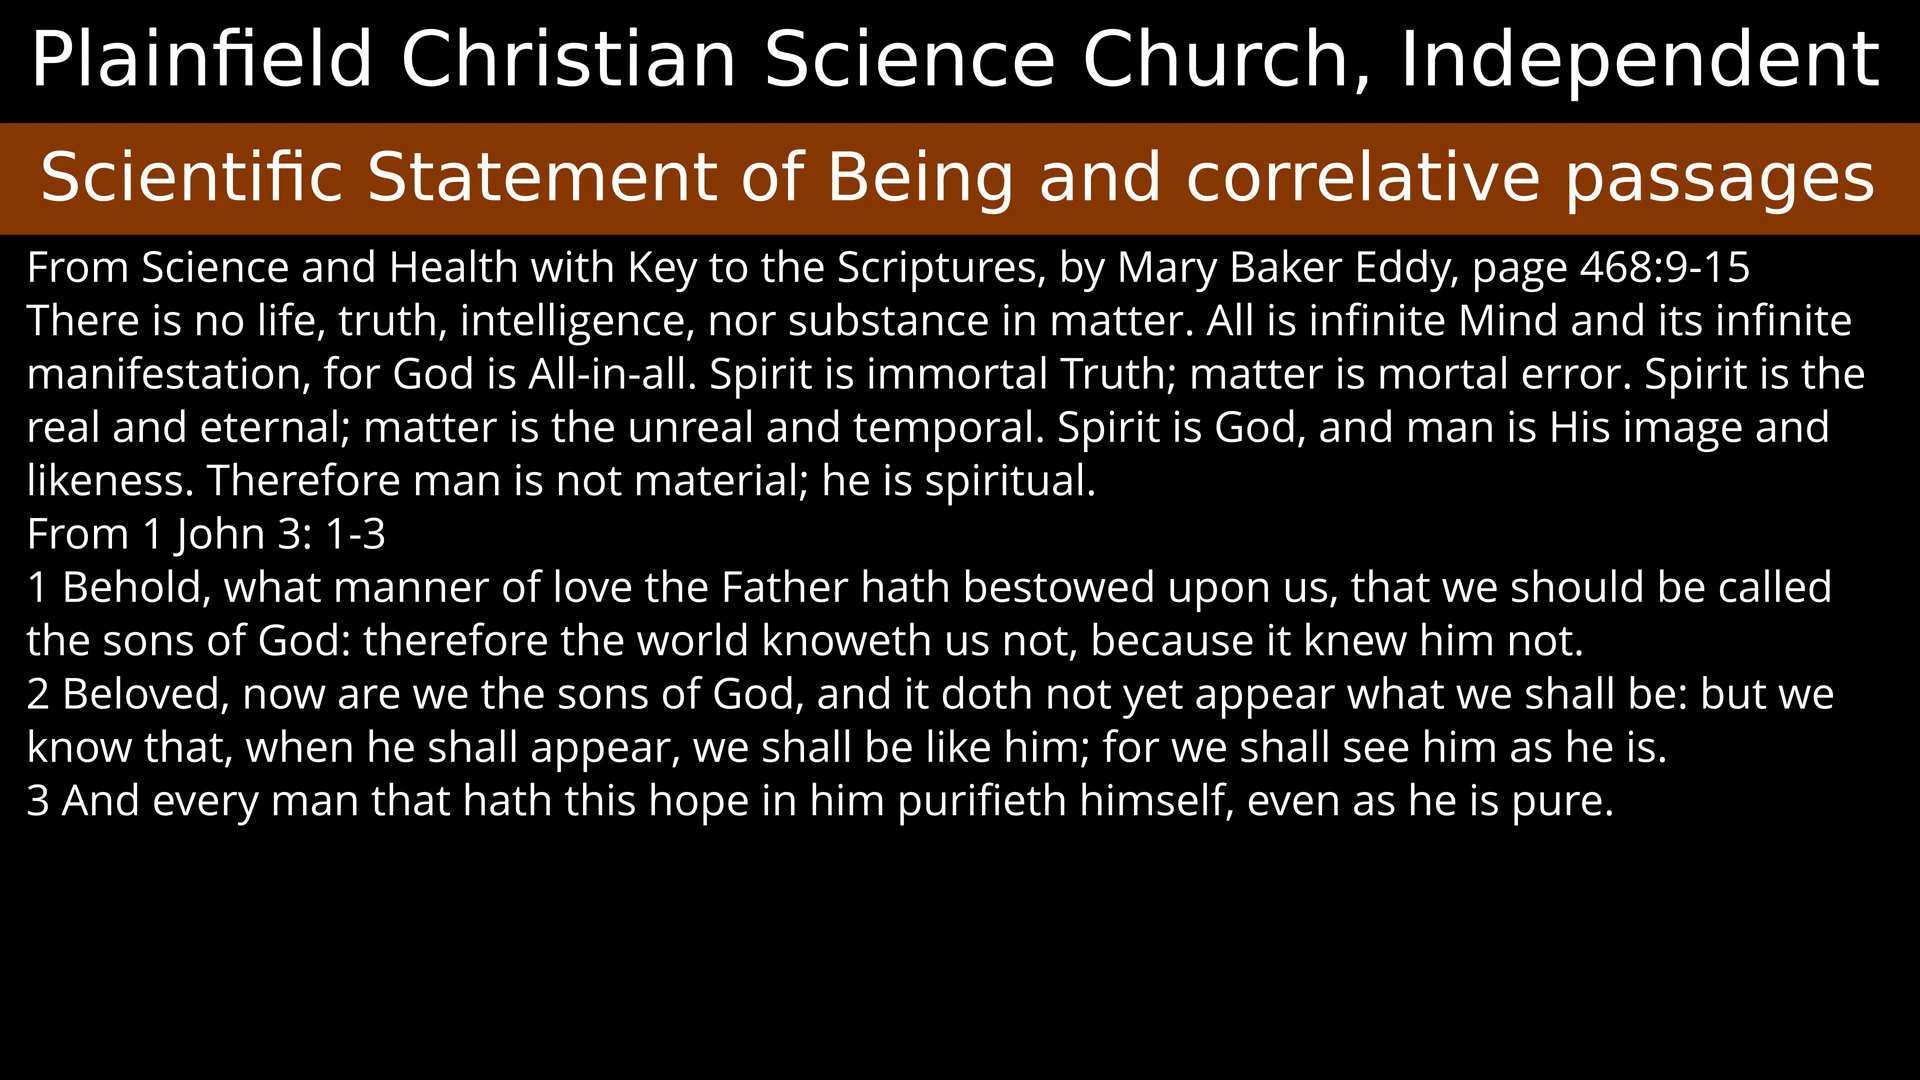 Plainfield Christian Science Church, Independent
Scientific Statement of Being and correlative passages
From Science and Health with Key to the Scriptures, by Mary Baker Eddy, page 468:9-15
There is no life, truth, intelligence, nor substance in matter. All is infinite Mind and its infinite
manifestation, for God is All-in-all. Spirit is immortal Truth; matter is mortal error. Spirit is the
real and eternal; matter is the unreal and temporal. Spirit is God, and man is His image and
likeness. Therefore man is not material; he is spiritual.
From 1 John 3: 1-3
1 Behold, what manner of love the Father hath bestowed upon us, that we should be called
the sons of God: therefore the world knoweth us not, because it knew him not.
2 Beloved, now are we the sons of God, and it doth not yet appear what we shall be: but we
know that, when he shall appear, we shall be like him; for we shall see him as he is.
3 And every man that hath this hope in him purifieth himself, even as he is pure.